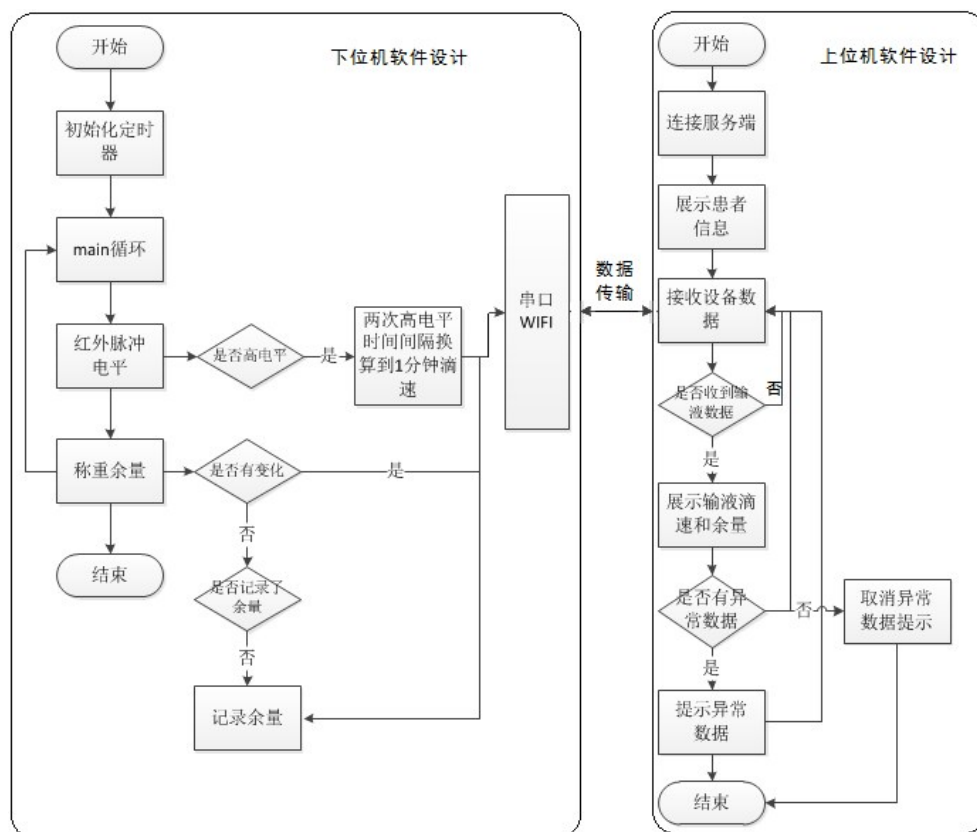 下位机软件设计
开始
初始化定时
器
main循环
红外脉冲
电平
是否高电平
是
两次高电平
时间间隔换
算到1分钟滴
速
串口
WIFI
称重余量
是否有变化
是
结束
否
是否记录了
余量
否
记录余量
数据
传输
上位机软件设计
开始
连接服务端
展示患者
信息
接收设备数
据
是否收到输
液数据
否
是
展示输液滴
速和余量
是否有异
常数据
否
取消异常
数据提示
是
提示异常
数据
结束